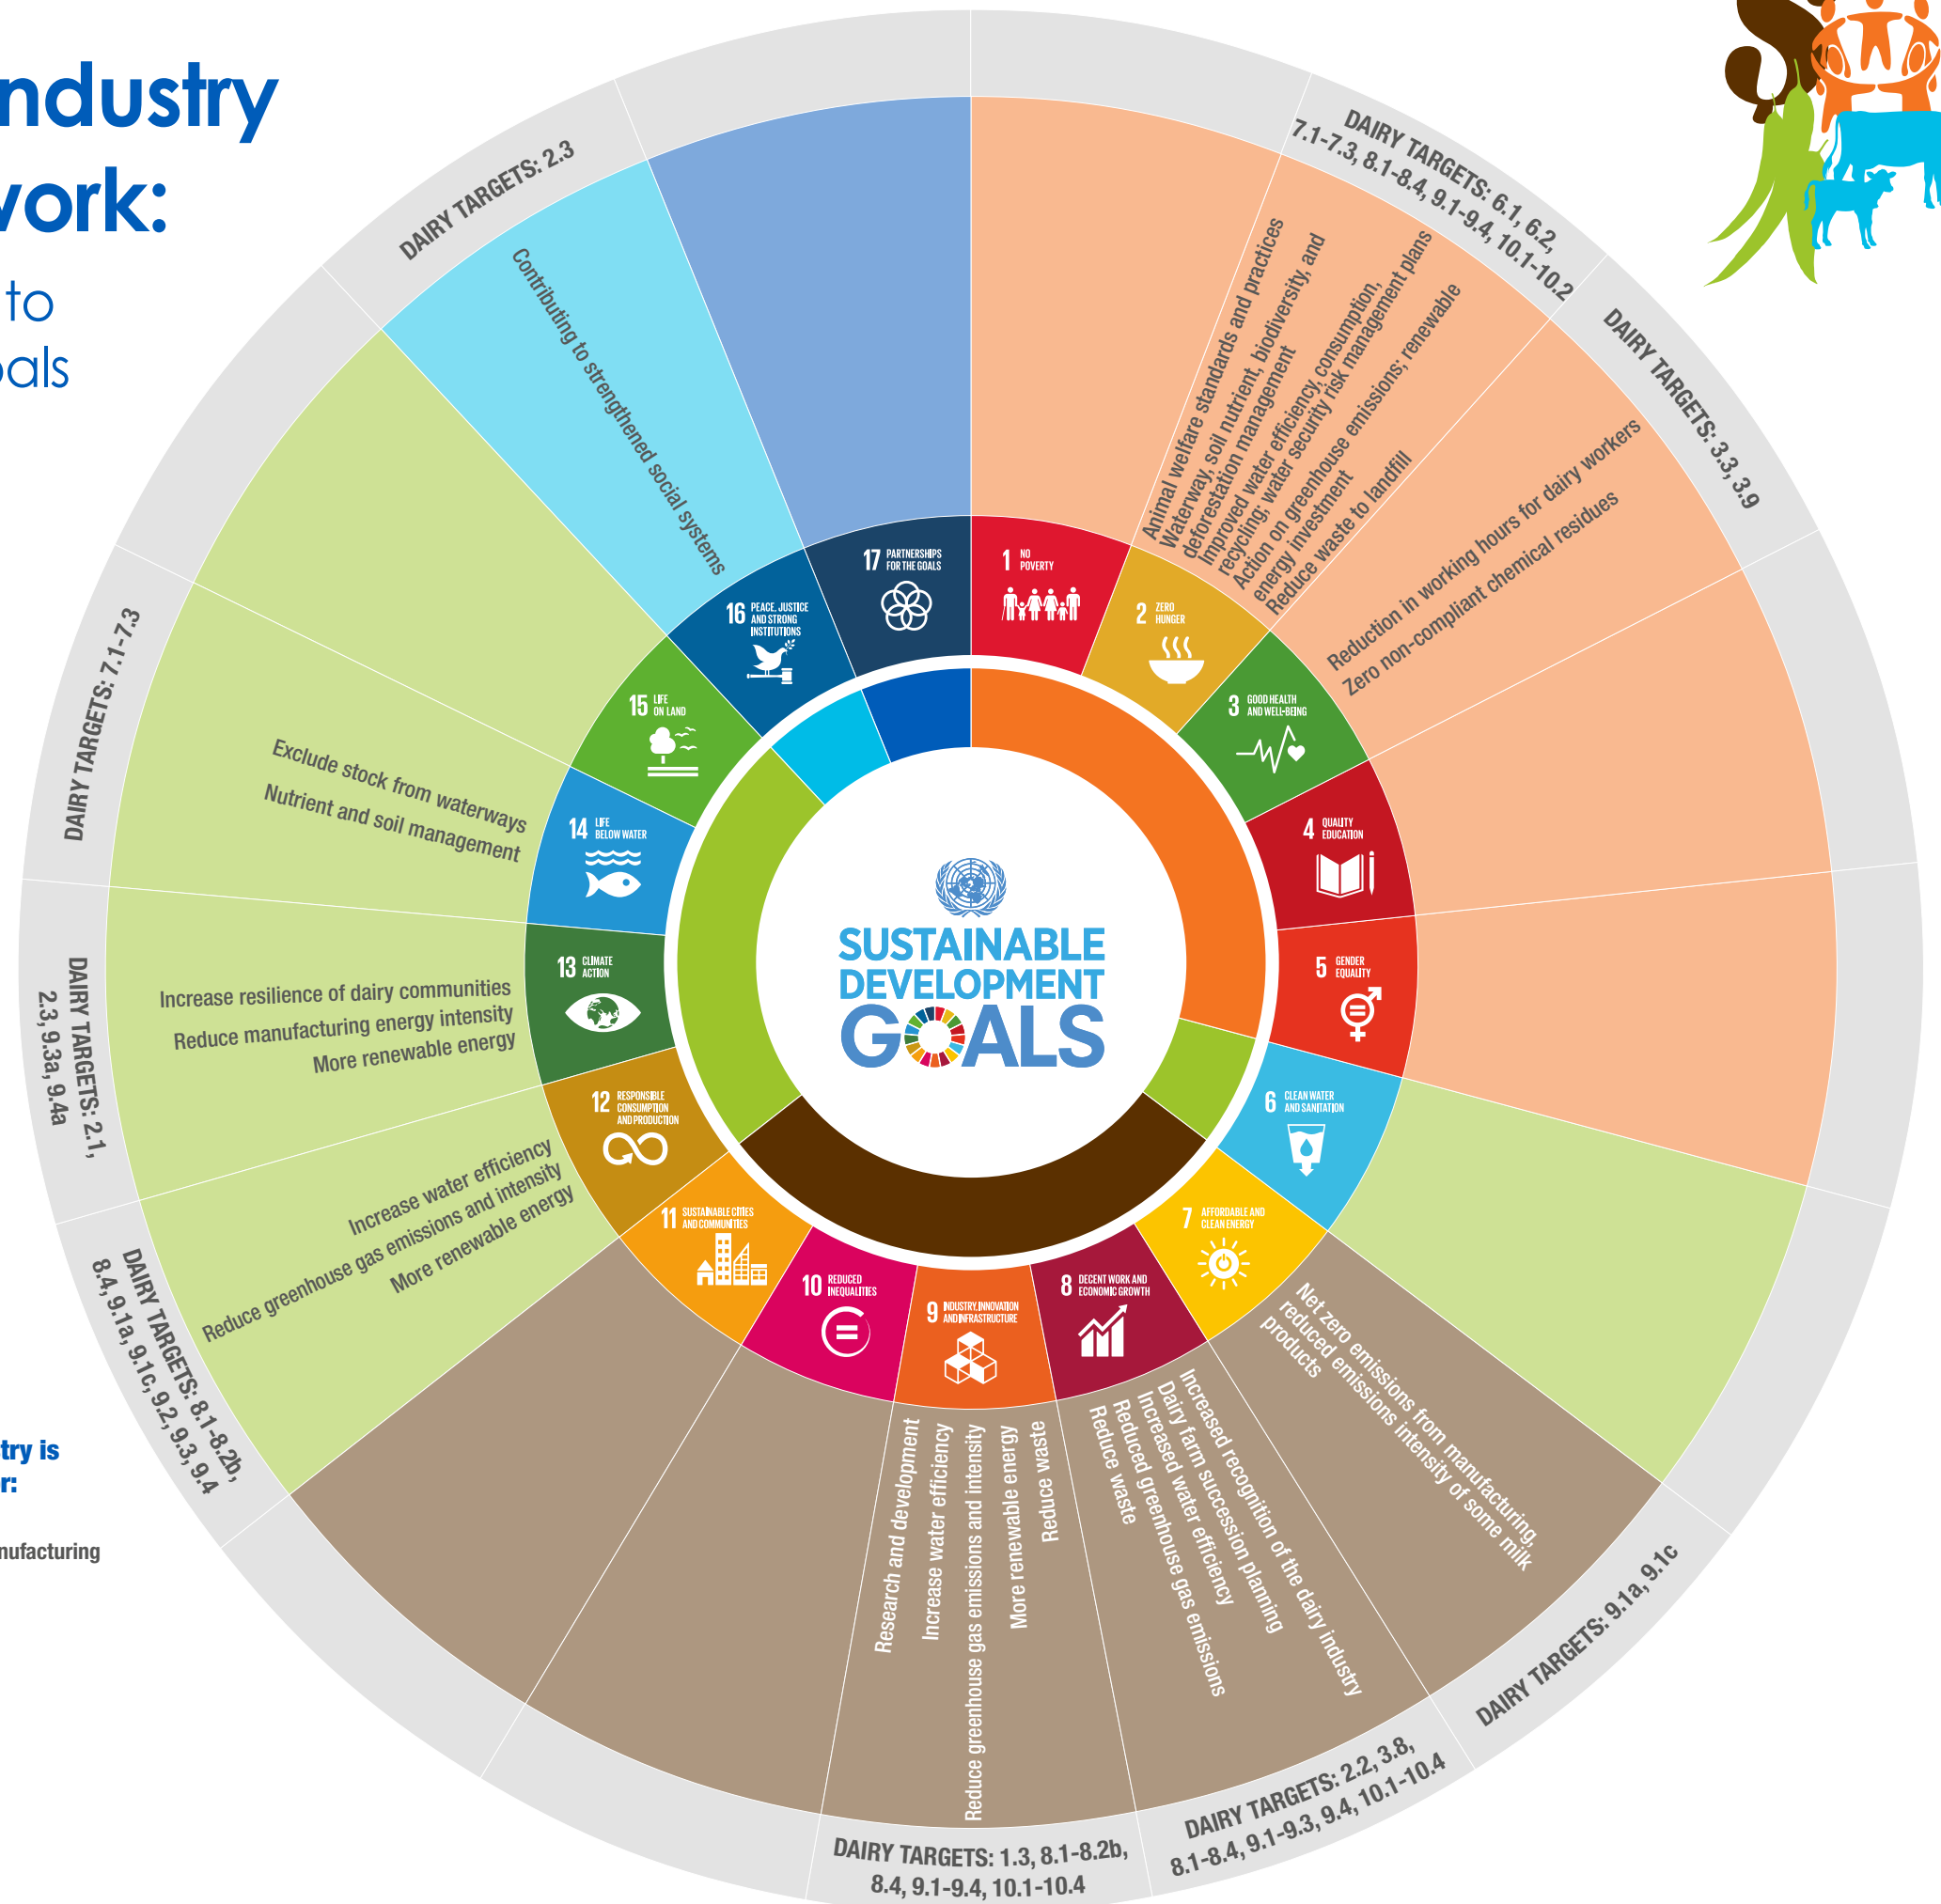 ndustry
work:
to
oals
try is
r:
nufacturing
DAIRY TARGETS: 6.1, 6.2,
7.1-7.3, 8.1-8.4, 9.1-9.4, 10.1-10.2
Animal welfare standards and practices
Waterway, soil nutrient, biodiversity, and
deforestation management
Improved water efficiency, consumption,
recycling; water security risk management plans
Action on greenhouse emissions; renewable
energy investment
Reduce waste to landfill
DAIRY TARGETS: 3.3, 3.9
Reduction in working hours for dairy workers
Zero non-compliant chemical residues
DAIRY TARGETS: 9.1a, 9.1c
Net zero emissions from manufacturing,
reduced emissions intensity of some milk
products
DAIRY TARGETS: 2.2, 3.8,
8.1-8.4, 9.1-9.3, 9.4, 10.1-10.4
Increased recognition of the dairy industry
Dairy farm succession planning
Increased water efficiency
Reduced greenhouse gas emissions
Reduce waste
DAIRY TARGETS: 1.3, 8.1-8.2b,
8.4, 9.1-9.4, 10.1-10.4
Research and development
Increase water efficiency
Reduce greenhouse gas emissions and intensity
More renewable energy
Reduce waste
DAIRY TARGETS: 8.1-8.2b,
8.4, 9.1a, 9.1c, 9.2, 9.3, 9.4
Increase water efficiency
Reduce greenhouse gas emissions and intensity
More renewable energy
DAIRY TARGETS: 2.1,
2.3, 9.3a, 9.4a
Increase resilience of dairy communities
Reduce manufacturing energy intensity
More renewable energy
DAIRY TARGETS: 7.1-7.3
Exclude stock from waterways
Nutrient and soil management
DAIRY TARGETS: 2.3
Contributing to strengthened social systems
1 NO
POVERTY
2 ZERO
HUNGER
3 GOOD HEALTH
AND WELL-BEING
4 QUALITY
EDUCATION
5 GENDER
EQUALITY
6 CLEAN WATER
AND SANITATION
7 AFFORDABLE AND
CLEAN ENERGY
8 DECENT WORK AND
ECONOMIC GROWTH
9 INDUSTRY, INNOVATION
AND INFRASTRUCTURE
10 REDUCED
INEQUALITIES
11 SUSTAINABLE CITIES
AND COMMUNITIES
12 RESPONSIBLE
CONSUMPTION
AND PRODUCTION
13 CLIMATE
ACTION
14 LIFE
BELOW WATER
15 LIFE
ON LAND
16 PEACE, JUSTICE
AND STRONG
INSTITUTIONS
17 PARTNERSHIPS
FOR THE GOALS
SUSTAINABLE
DEVELOPMENT
GOALS